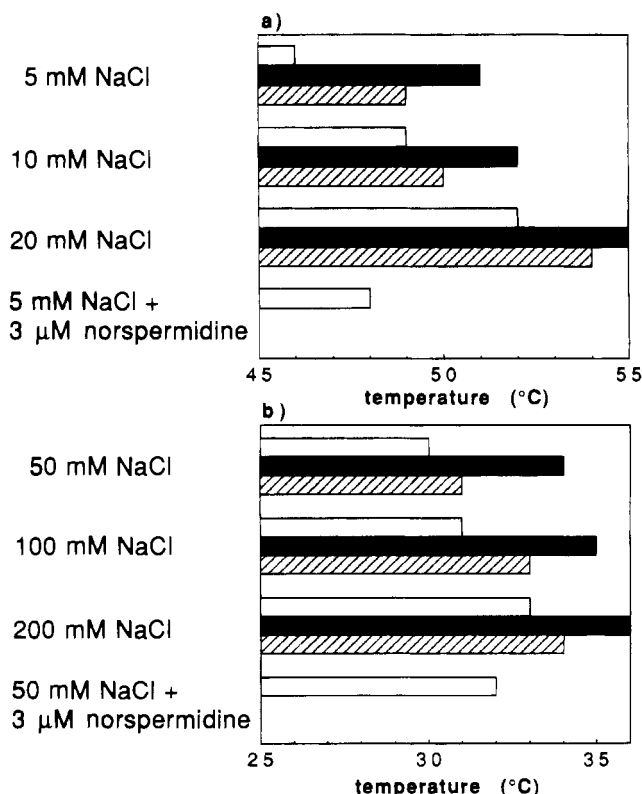 a)
5 mM NaCl
10 mM NaCl
20 mM NaCl
5 mM NaCl +
3 μM norspermidine
45 50 55
temperature (°C)
b)
50 mM NaCl
100 mM NaCl
200 mM NaCl
50 mM NaCl +
3 μM norspermidine
25 30 35
temperature (°C)